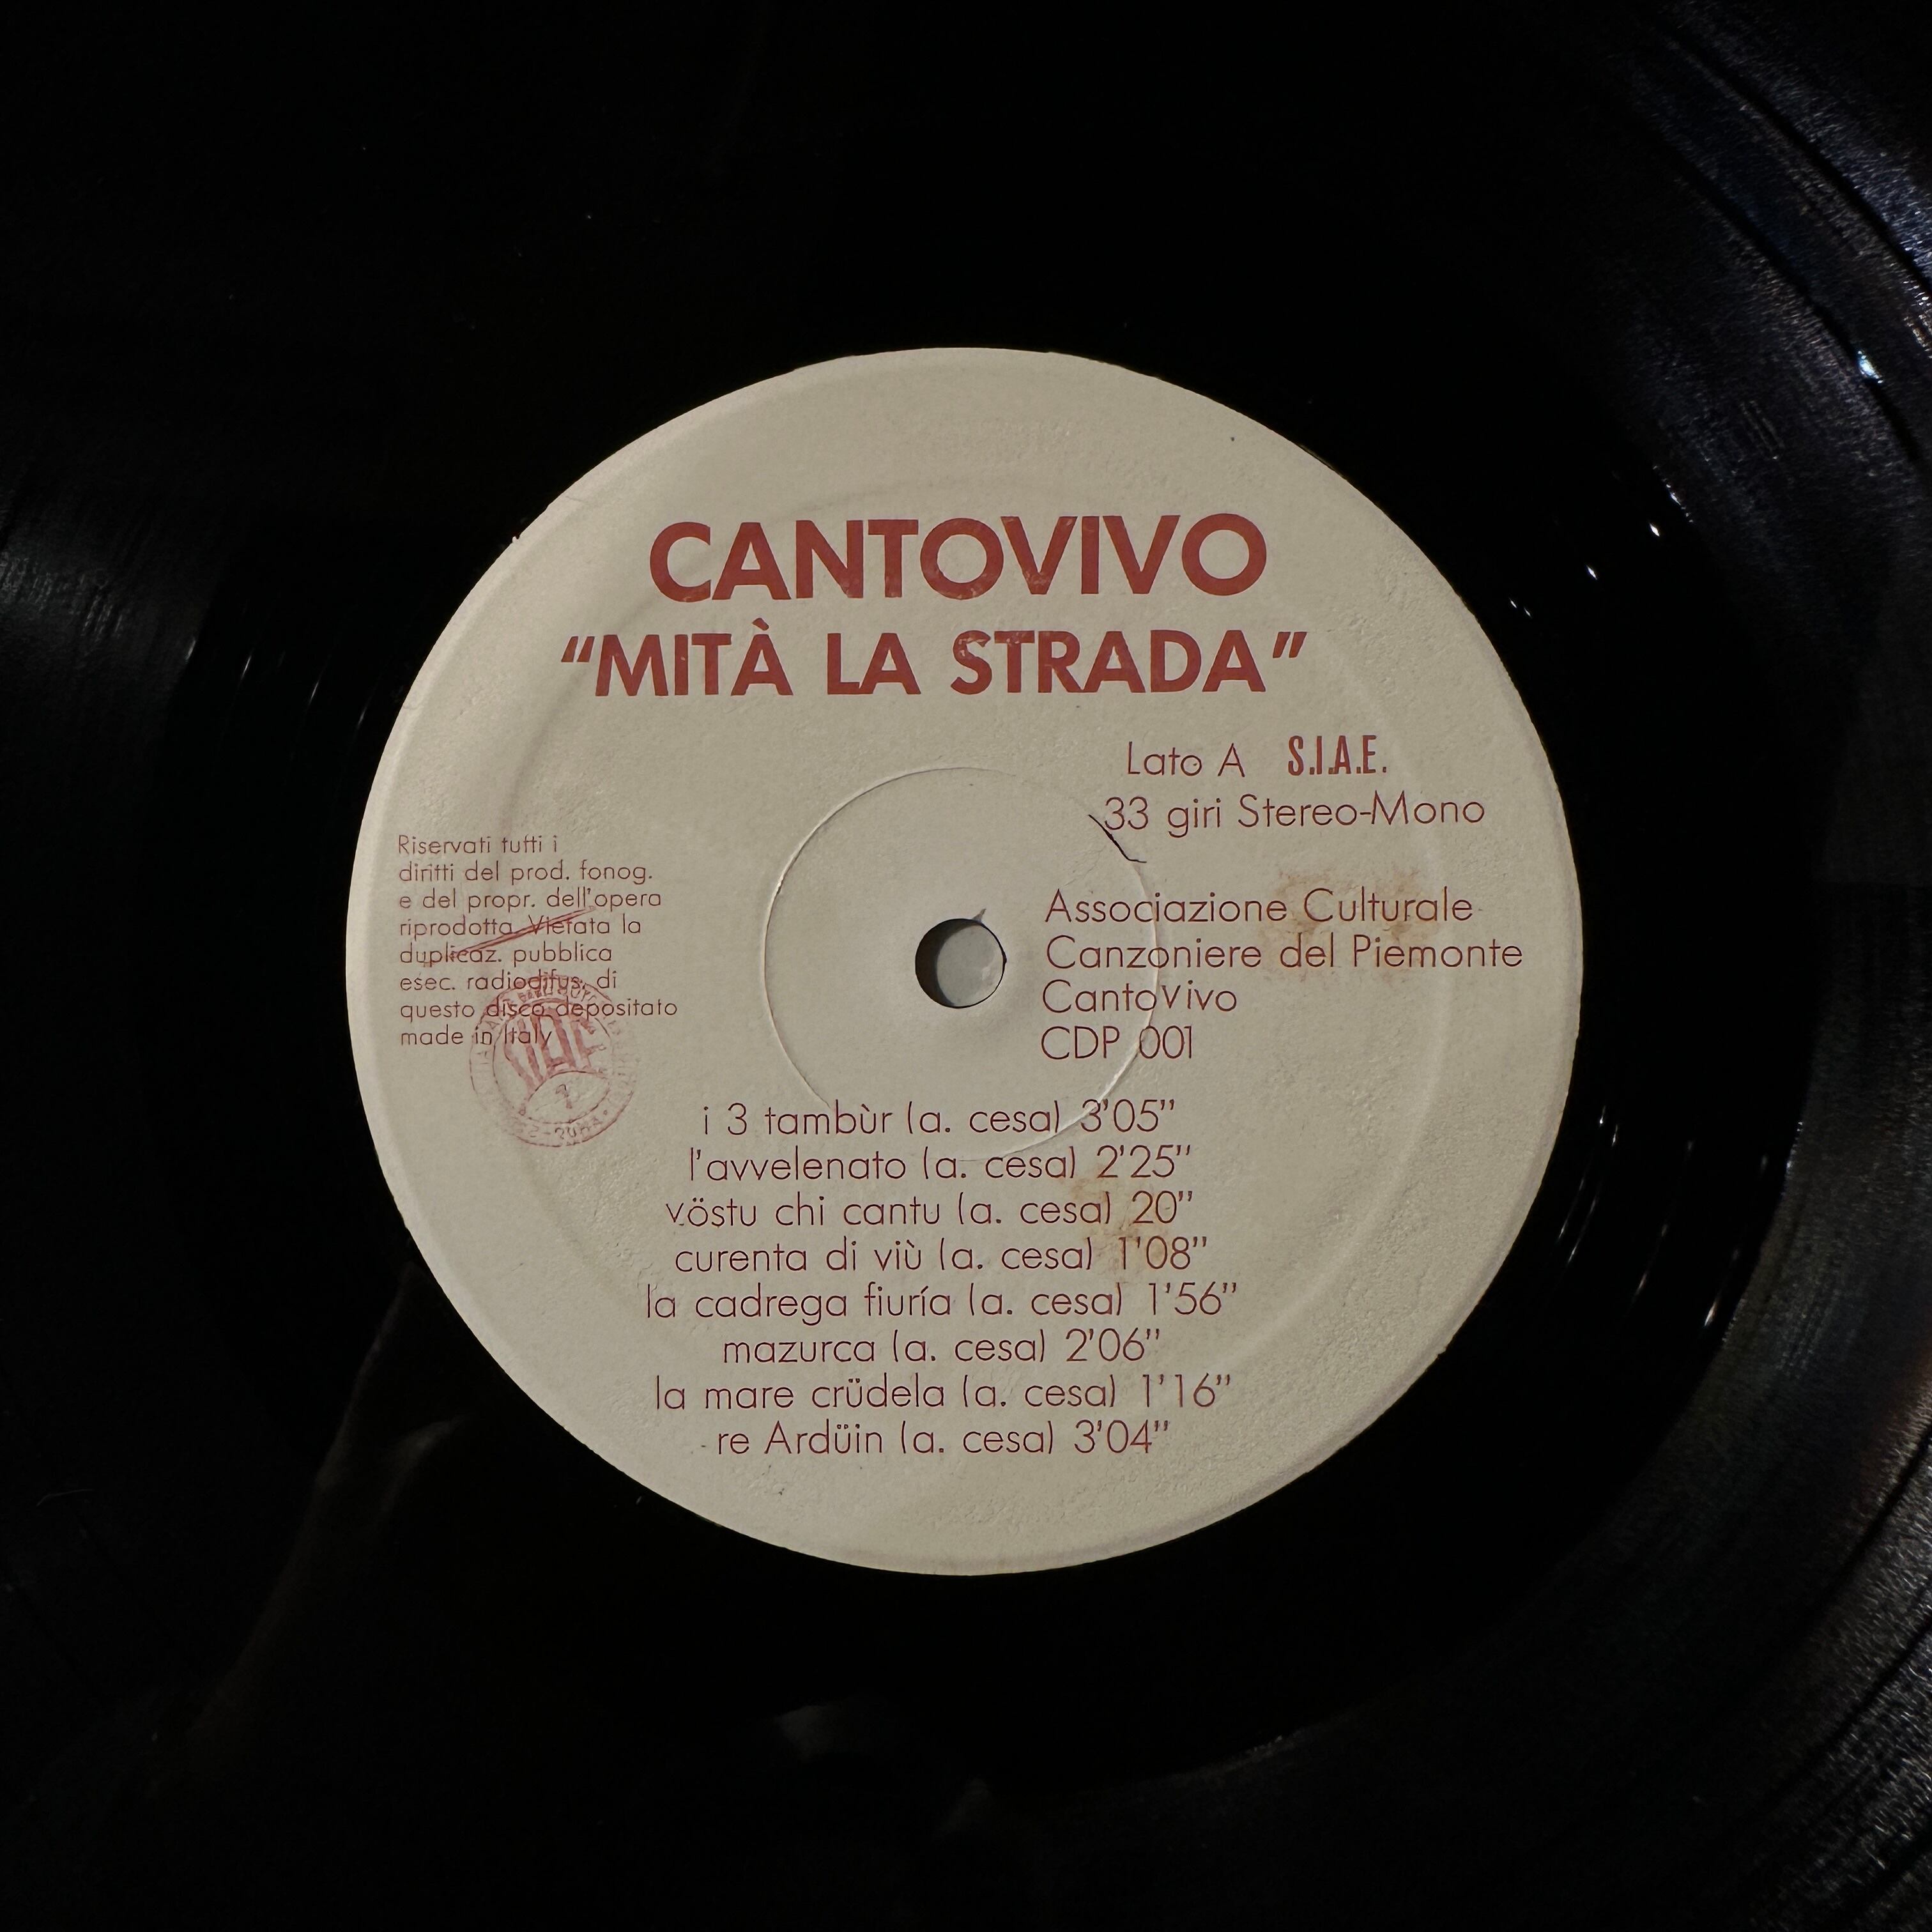 CANTOVIVO
“MITÀ LA STRADA”
Lato A S.I.A.E.
33 giri Stereo-Mono
Riservati tutti i
diritti del prod. fonog.
e del propr. dell'opera
riprodotta. Vietata la
duplicaz. pubblica
esec. radiodifus. di
questo disco depositato
made in Italy
Associazione Culturale
Canzoniere del Piemonte
CantoVivo
CDP 001
SIAE
i 3 tambùr (a. cesa) 3'05”
l'avvelenato (a. cesa) 2'25”
vöstu chi cantu (a. cesa) 20”
curenta di viù (a. cesa) 1'08”
la cadrega fiuría (a. cesa) 1'56”
mazurca (a. cesa) 2'06”
la mare crüdela (a. cesa) 1'16”
re Ardüin (a. cesa) 3'04”